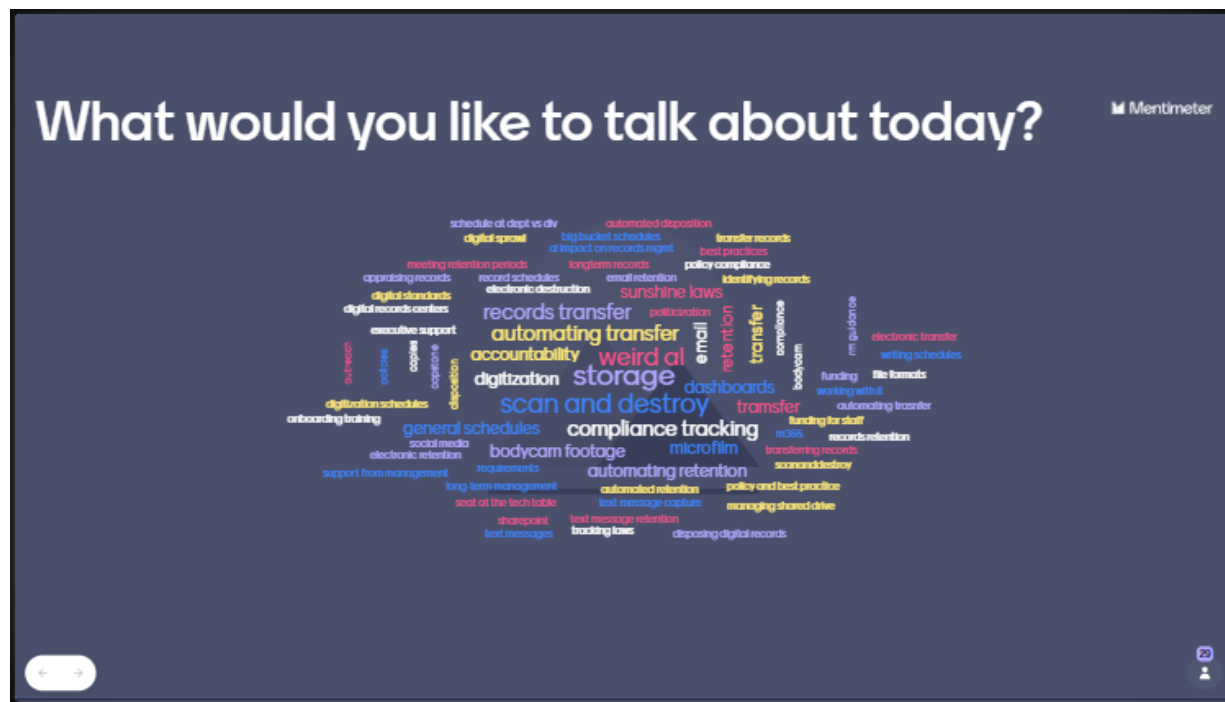 What would you like to talk about today?
Mentimeter
schedule at dept vs div
automated disposition
digital sprawl
big bucket schedules
transfer records
ai impact on records mgmt
best practices
meeting retention periods
longterm records
policy compliance
appraising records
record schedules
email retention
identifying records
electronic destruction
sunshine laws
digital standards
digital records centers
records transfer
politicization
executive support
automating transfer
email
retention
transfer
compliance
bodycam
rm guidance
electronic transfer
accountability
weird al
writing schedules
outreach
policies
copies
capstone
disposition
digitization
storage
dashboards
funding
file formats
working with it
digitization schedules
scan and destroy
tramsfer
automating trasnfer
onboarding training
general schedules
compliance tracking
funding for staff
m365
records retention
social media
electronic retention
bodycam footage
microfilm
transferring records
support from management
requirements
automating retention
scananddestroy
long-term management
automated retention
policy and best practice
seat at the tech table
text message capture
managing shared drive
sharepoint
text message retention
text messages
tracking laws
disposing digital records
29